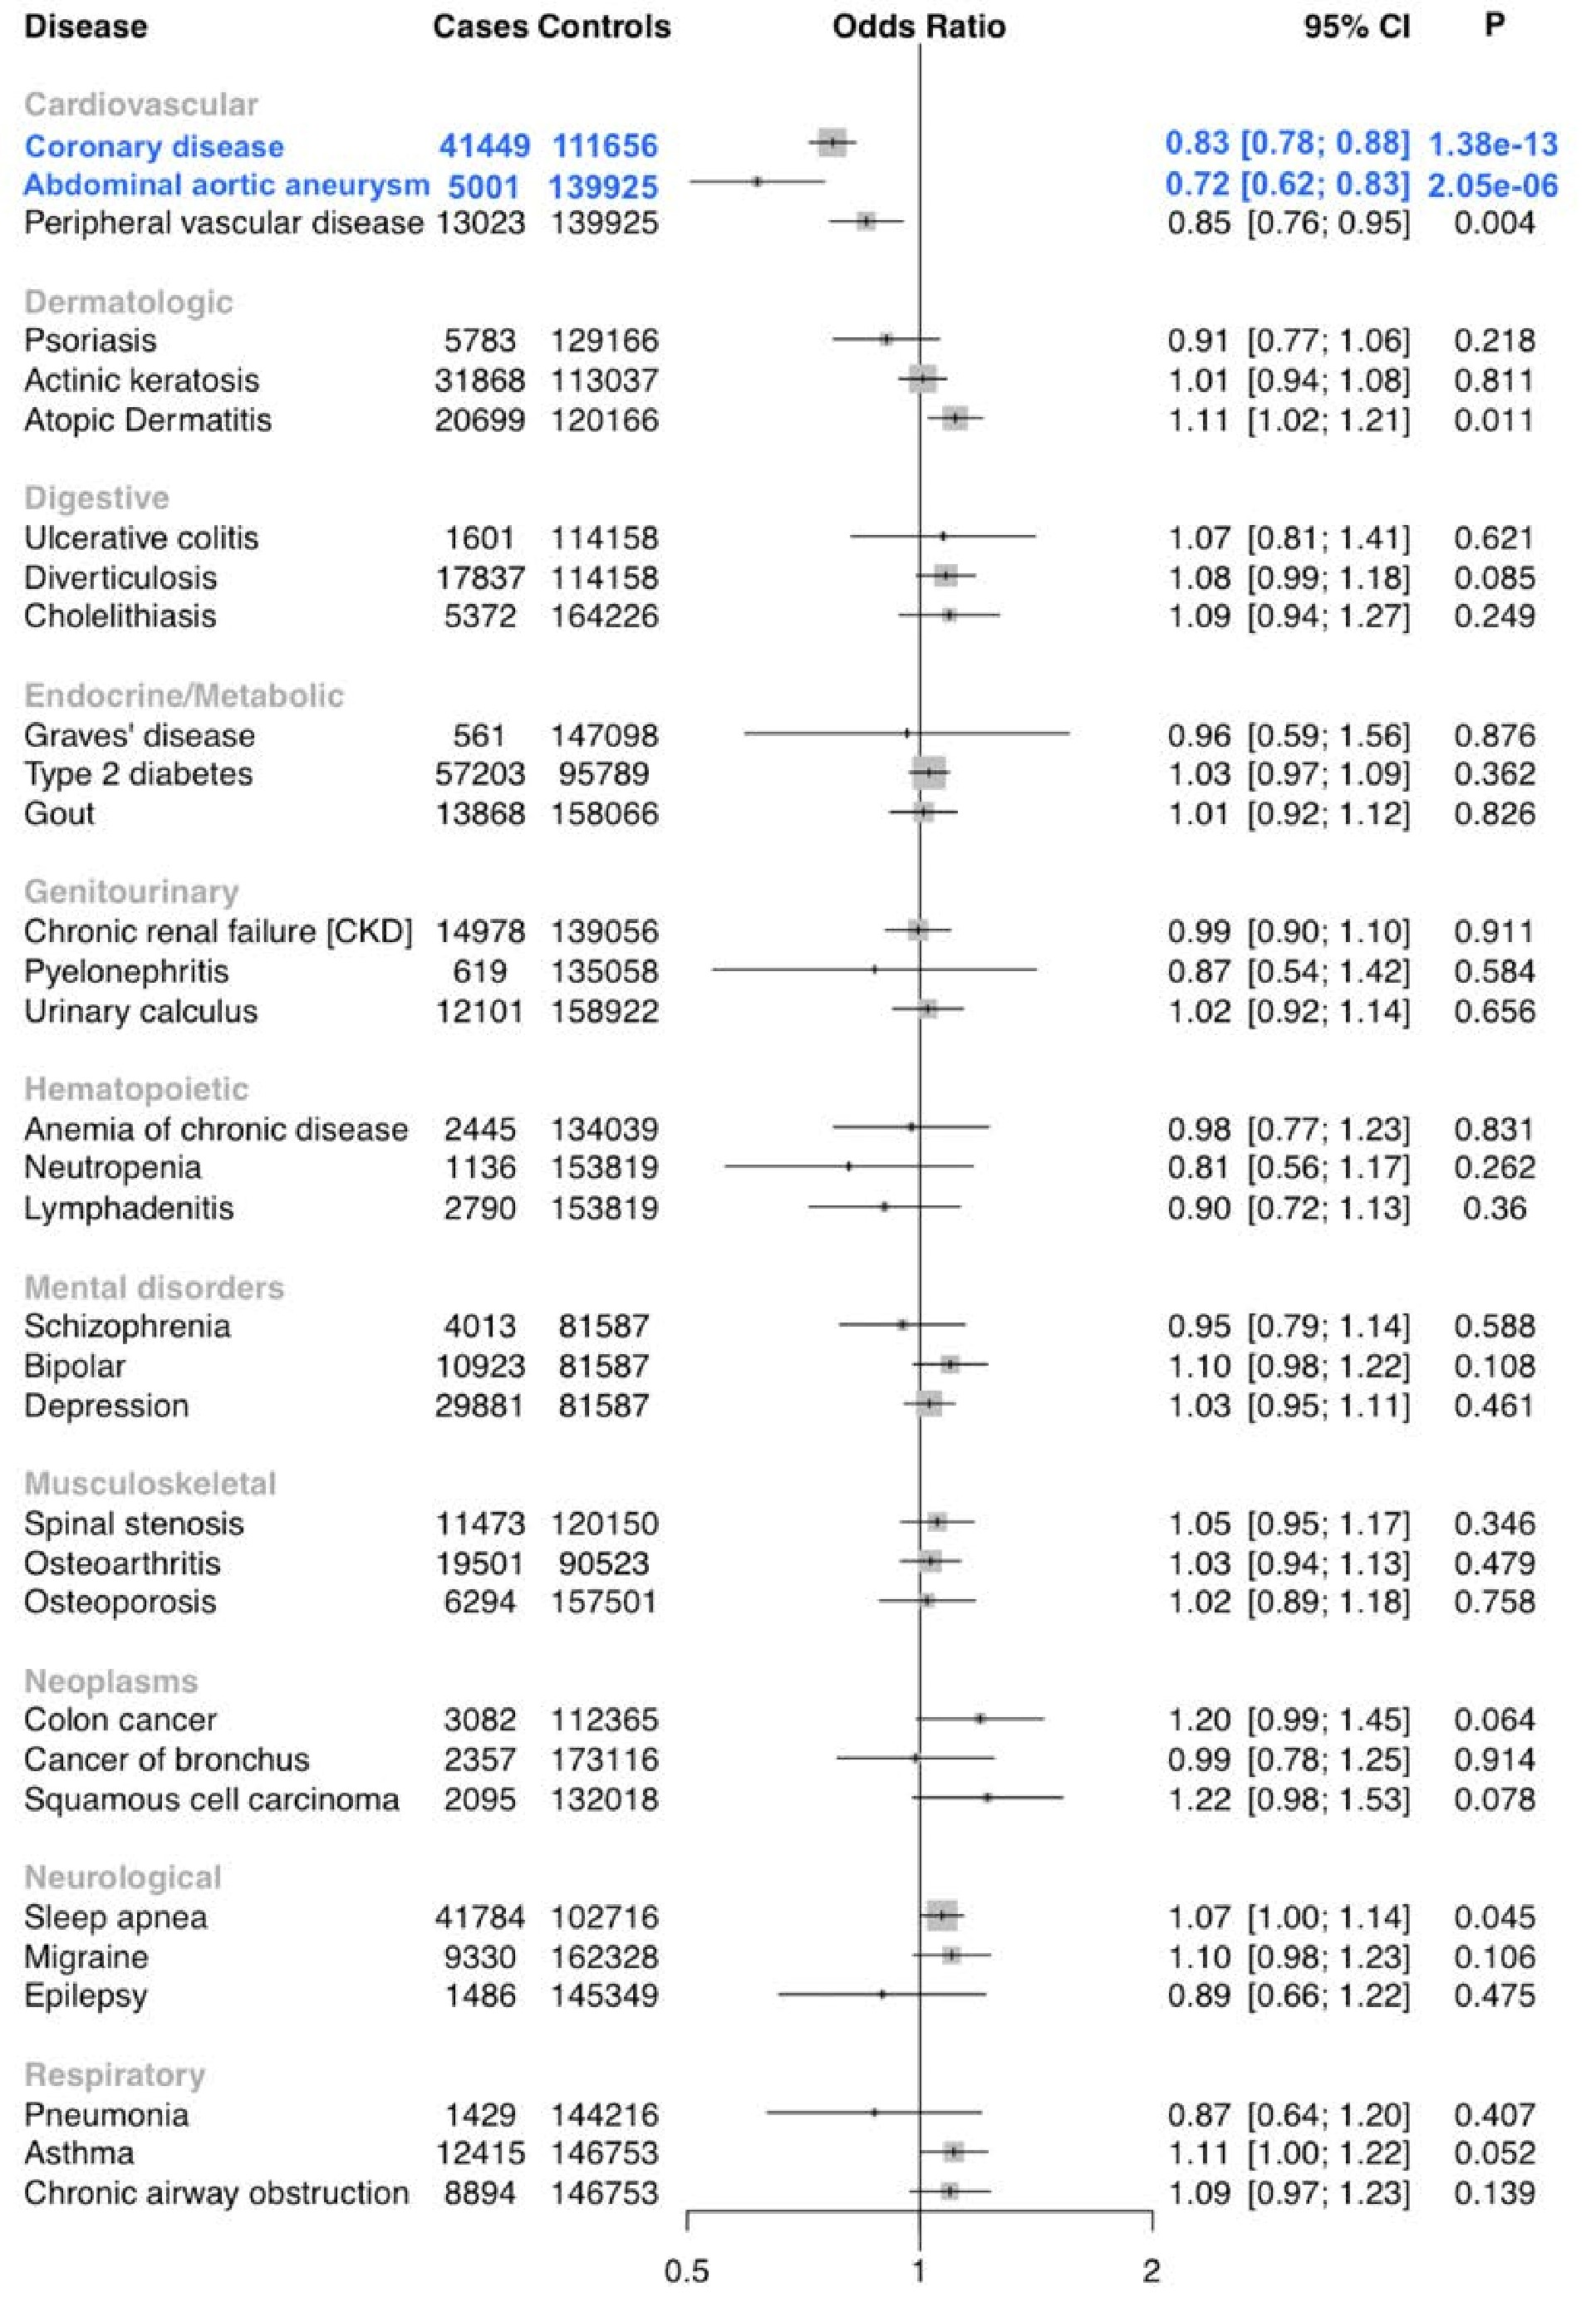 Disease Cases Controls Odds Ratio 95% CI P
Cardiovascular
Coronary disease 41449 111656 0.83 [0.78; 0.88] 1.38e-13
Abdominal aortic aneurysm 5001 139925 0.72 [0.62; 0.83] 2.05e-06
Peripheral vascular disease 13023 139925 0.85 [0.76; 0.95] 0.004
Dermatologic
Psoriasis 5783 129166 0.91 [0.77; 1.06] 0.218
Actinic keratosis 31868 113037 1.01 [0.94; 1.08] 0.811
Atopic Dermatitis 20699 120166 1.11 [1.02; 1.21] 0.011
Digestive
Ulcerative colitis 1601 114158 1.07 [0.81; 1.41] 0.621
Diverticulosis 17837 114158 1.08 [0.99; 1.18] 0.085
Cholelithiasis 5372 164226 1.09 [0.94; 1.27] 0.249
Endocrine/Metabolic
Graves' disease 561 147098 0.96 [0.59; 1.56] 0.876
Type 2 diabetes 57203 95789 1.03 [0.97; 1.09] 0.362
Gout 13868 158066 1.01 [0.92; 1.12] 0.826
Genitourinary
Chronic renal failure [CKD] 14978 139056 0.99 [0.90; 1.10] 0.911
Pyelonephritis 619 135058 0.87 [0.54; 1.42] 0.584
Urinary calculus 12101 158922 1.02 [0.92; 1.14] 0.656
Hematopoietic
Anemia of chronic disease 2445 134039 0.98 [0.77; 1.23] 0.831
Neutropenia 1136 153819 0.81 [0.56; 1.17] 0.262
Lymphadenitis 2790 153819 0.90 [0.72; 1.13] 0.36
Mental disorders
Schizophrenia 4013 81587 0.95 [0.79; 1.14] 0.588
Bipolar 10923 81587 1.10 [0.98; 1.22] 0.108
Depression 29881 81587 1.03 [0.95; 1.11] 0.461
Musculoskeletal
Spinal stenosis 11473 120150 1.05 [0.95; 1.17] 0.346
Osteoarthritis 19501 90523 1.03 [0.94; 1.13] 0.479
Osteoporosis 6294 157501 1.02 [0.89; 1.18] 0.758
Neoplasms
Colon cancer 3082 112365 1.20 [0.99; 1.45] 0.064
Cancer of bronchus 2357 173116 0.99 [0.78; 1.25] 0.914
Squamous cell carcinoma 2095 132018 1.22 [0.98; 1.53] 0.078
Neurological
Sleep apnea 41784 102716 1.07 [1.00; 1.14] 0.045
Migraine 9330 162328 1.10 [0.98; 1.23] 0.106
Epilepsy 1486 145349 0.89 [0.66; 1.22] 0.475
Respiratory
Pneumonia 1429 144216 0.87 [0.64; 1.20] 0.407
Asthma 12415 146753 1.11 [1.00; 1.22] 0.052
Chronic airway obstruction 8894 146753 1.09 [0.97; 1.23] 0.139
0.5 1 2